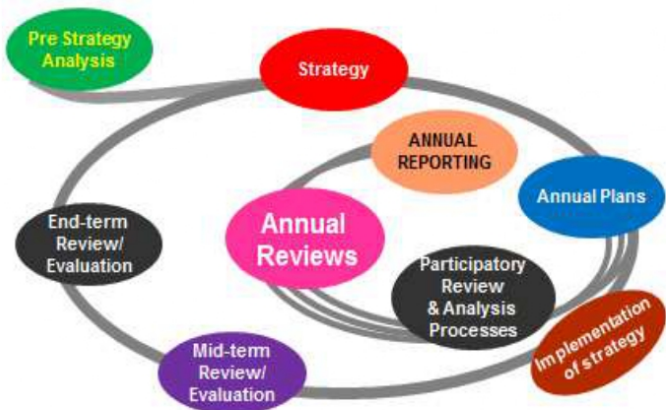 Pre Strategy
Analysis
Strategy
ANNUAL
REPORTING
Annual Plans
Annual
Reviews
End-term
Review/
Evaluation
Participatory
Review
& Analysis
Processes
Implementation
of strategy
Mid-term
Review/
Evaluation